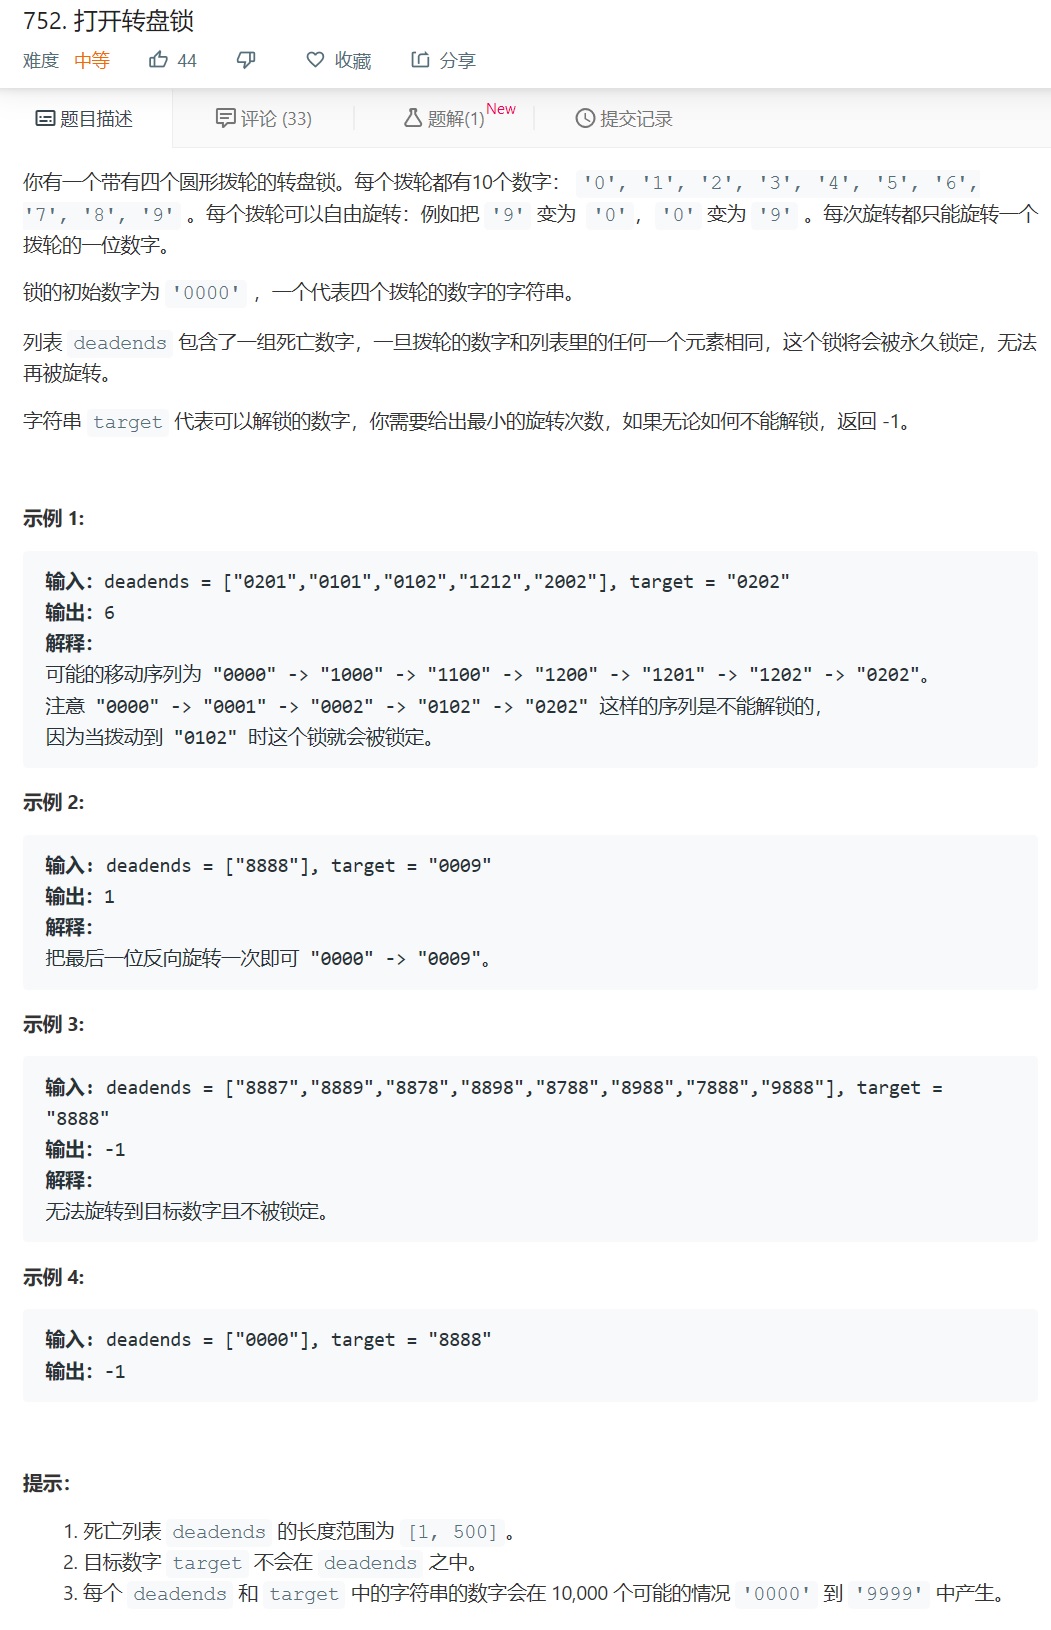 752. 打开转盘锁
难度 中等 44 收藏 分享
题目描述 评论 (33) 题解(1) New 提交记录
你有一个带有四个圆形拨轮的转盘锁。每个拨轮都有10个数字： '0', '1', '2', '3', '4', '5', '6',
'7', '8', '9' 。每个拨轮可以自由旋转：例如把 '9' 变为 '0'，'0' 变为 '9' 。每次旋转都只能旋转一个
拨轮的一位数字。
锁的初始数字为 '0000' ，一个代表四个拨轮的数字的字符串。
列表 deadends 包含了一组死亡数字，一旦拨轮的数字和列表里的任何一个元素相同，这个锁将会被永久锁定，无法
再被旋转。
字符串 target 代表可以解锁的数字，你需要给出最小的旋转次数，如果无论如何不能解锁，返回 -1。
示例 1:
输入：deadends = ["0201","0101","0102","1212","2002"], target = "0202"
输出：6
解释：
可能的移动序列为 "0000" -> "1000" -> "1100" -> "1200" -> "1201" -> "1202" -> "0202"。
注意 "0000" -> "0001" -> "0002" -> "0102" -> "0202" 这样的序列是不能解锁的，
因为当拨动到 "0102" 时这个锁就会被锁定。
示例 2:
输入: deadends = ["8888"], target = "0009"
输出：1
解释：
把最后一位反向旋转一次即可 "0000" -> "0009"。
示例 3:
输入: deadends = ["8887","8889","8878","8898","8788","8988","7888","9888"], target =
"8888"
输出：-1
解释：
无法旋转到目标数字且不被锁定。
示例 4:
输入: deadends = ["0000"], target = "8888"
输出：-1
提示：
1. 死亡列表 deadends 的长度范围为 [1, 500] 。
2. 目标数字 target 不会在 deadends 之中。
3. 每个 deadends 和 target 中的字符串的数字会在 10,000 个可能的情况 '0000' 到 '9999' 中产生。